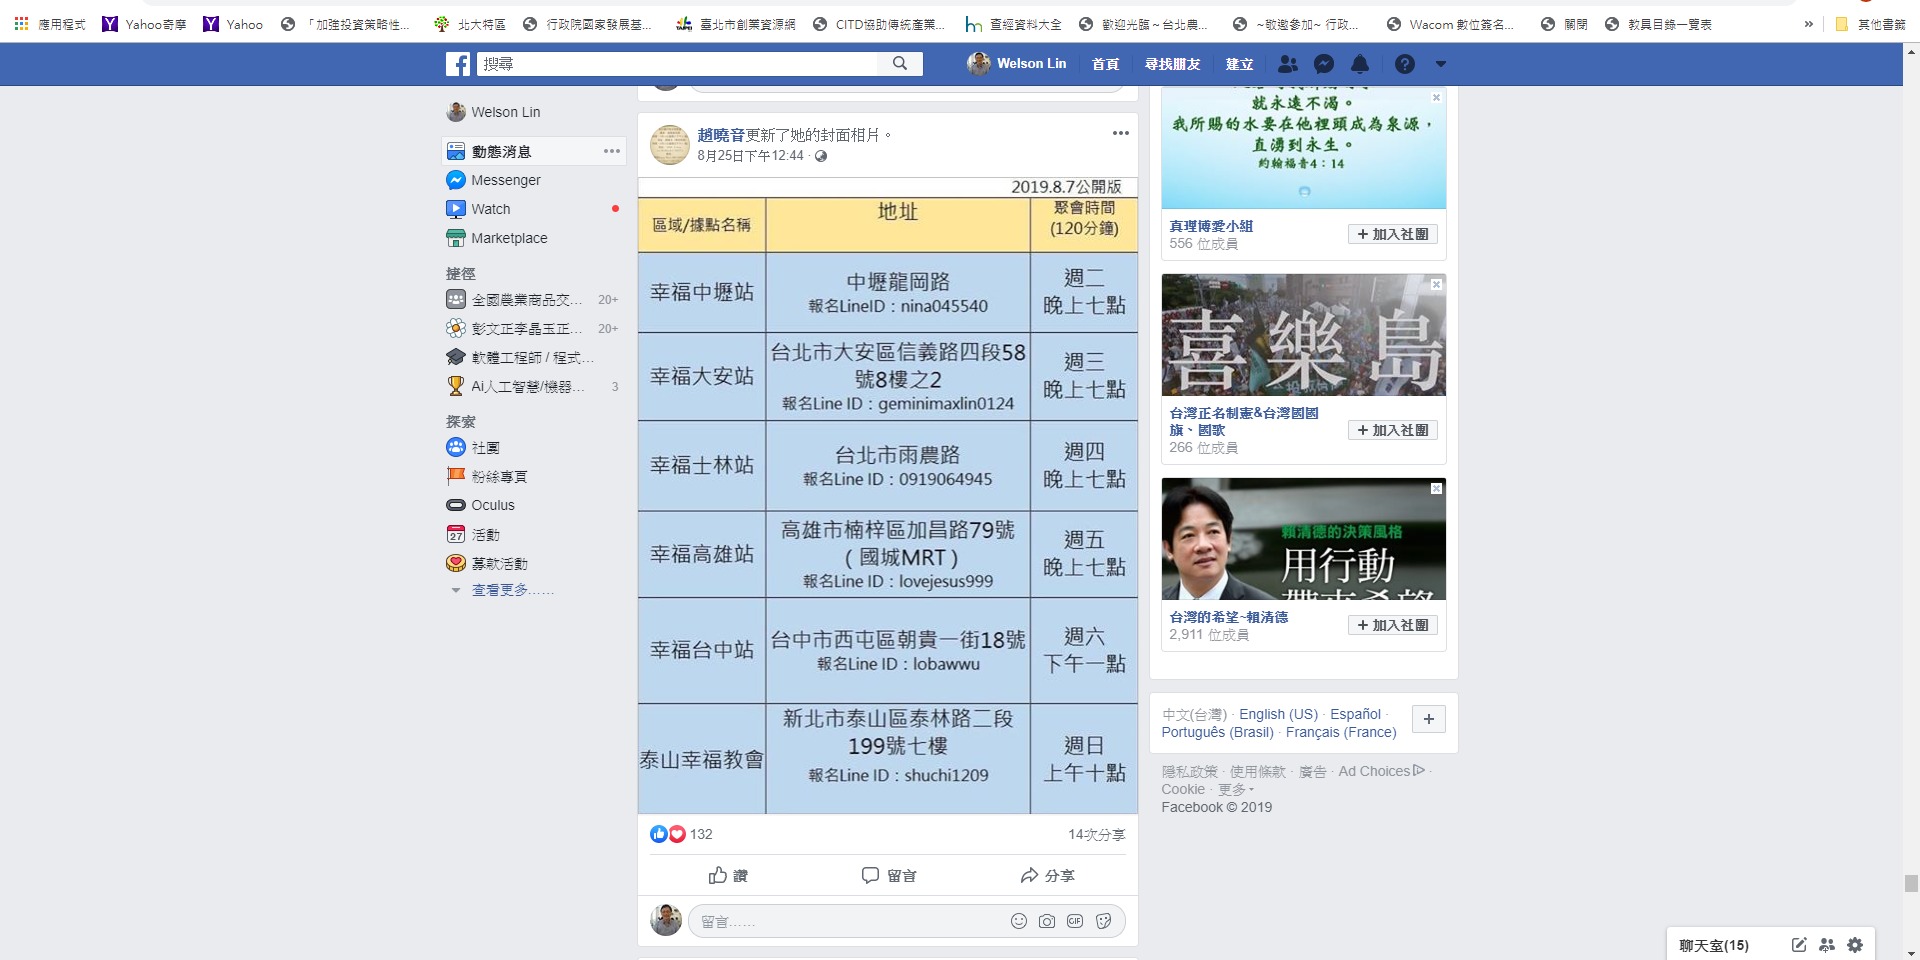 應用程式
Yahoo奇摩
Yahoo
「加強投資策略性...
北大特區
行政院國家發展基...
臺北市創業資源網
CITD協助傳統產業...
查經資料大全
歡迎光臨~台北農...
~敬邀參加~ 行政...
Wacom 數位簽名...
關閉
教具目錄一覽表
»
其他書籤
搜尋
Welson Lin
首頁
尋找朋友
建立
Welson Lin
動態消息
Messenger
Watch
Marketplace
捷徑
全國農業商品交... 20+
彭文正李晶玉正... 20+
軟體工程師 / 程式...
Ai人工智慧/機器... 3
探索
社團
粉絲專頁
Oculus
27 活動
募款活動
查看更多……
趙曉音更新了她的封面相片。
8月25日下午12:44 ·
2019.8.7公開版
區域/據點名稱
地址
聚會時間
(120分鐘)
幸福中壢站
中壢龍岡路
報名LineID：nina045540
週二
晚上七點
幸福大安站
台北市大安區信義路四段58
號8樓之2
報名Line ID：geminimaxlin0124
週三
晚上七點
幸福士林站
台北市雨農路
報名Line ID：0919064945
週四
晚上七點
幸福高雄站
高雄市楠梓區加昌路79號
（國城MRT）
報名Line ID：lovejesus999
週五
晚上七點
幸福台中站
台中市西屯區朝貴一街18號
報名Line ID：lobawwu
週六
下午一點
泰山幸福教會
新北市泰山區泰林路二段
199號七樓
報名Line ID：shuchi1209
週日
上午十點
132
14次分享
讚
留言
分享
留言……
GIF
就永遠不渴。
我所賜的水要在他裡頭成為泉源，
直湧到永生。
約翰福音4：14
真理博愛小組
556 位成員
+ 加入社團
喜樂島
台灣正名制憲&台灣國國
旗、國歌
266 位成員
+ 加入社團
賴清德的決策風格
用行動
帶來希望
台灣的希望~賴清德
2,911 位成員
+ 加入社團
中文(台灣) · English (US) · Español ·
Português (Brasil) · Français (France)
+
隱私政策 · 使用條款 · 廣告 · Ad Choices ·
Cookie · 更多
Facebook © 2019
聊天室(15)